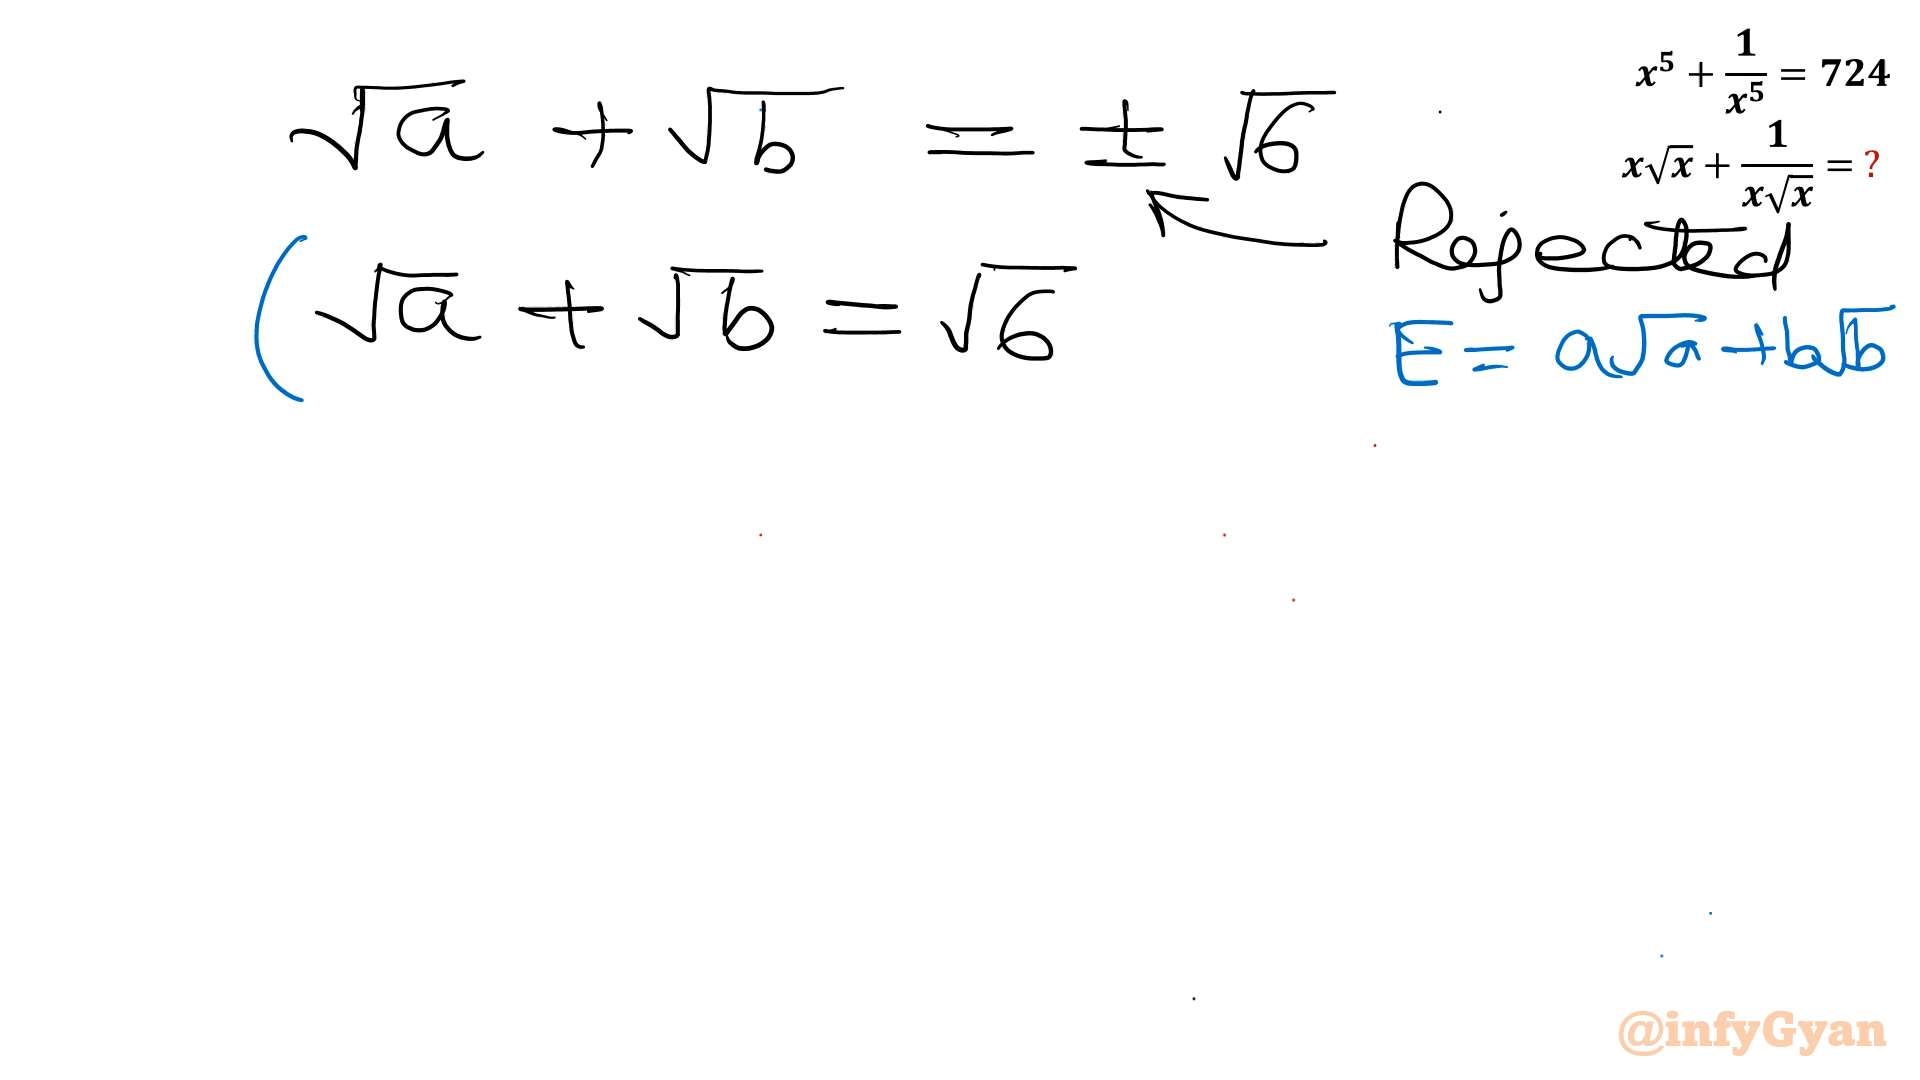 x⁵ + 1/x⁵ = 724
x√x + 1/(x√x) = ?
√a + √b = ± √6
Rejected
(√a + √b = √6
E = a√a + b√b
@infyGyan